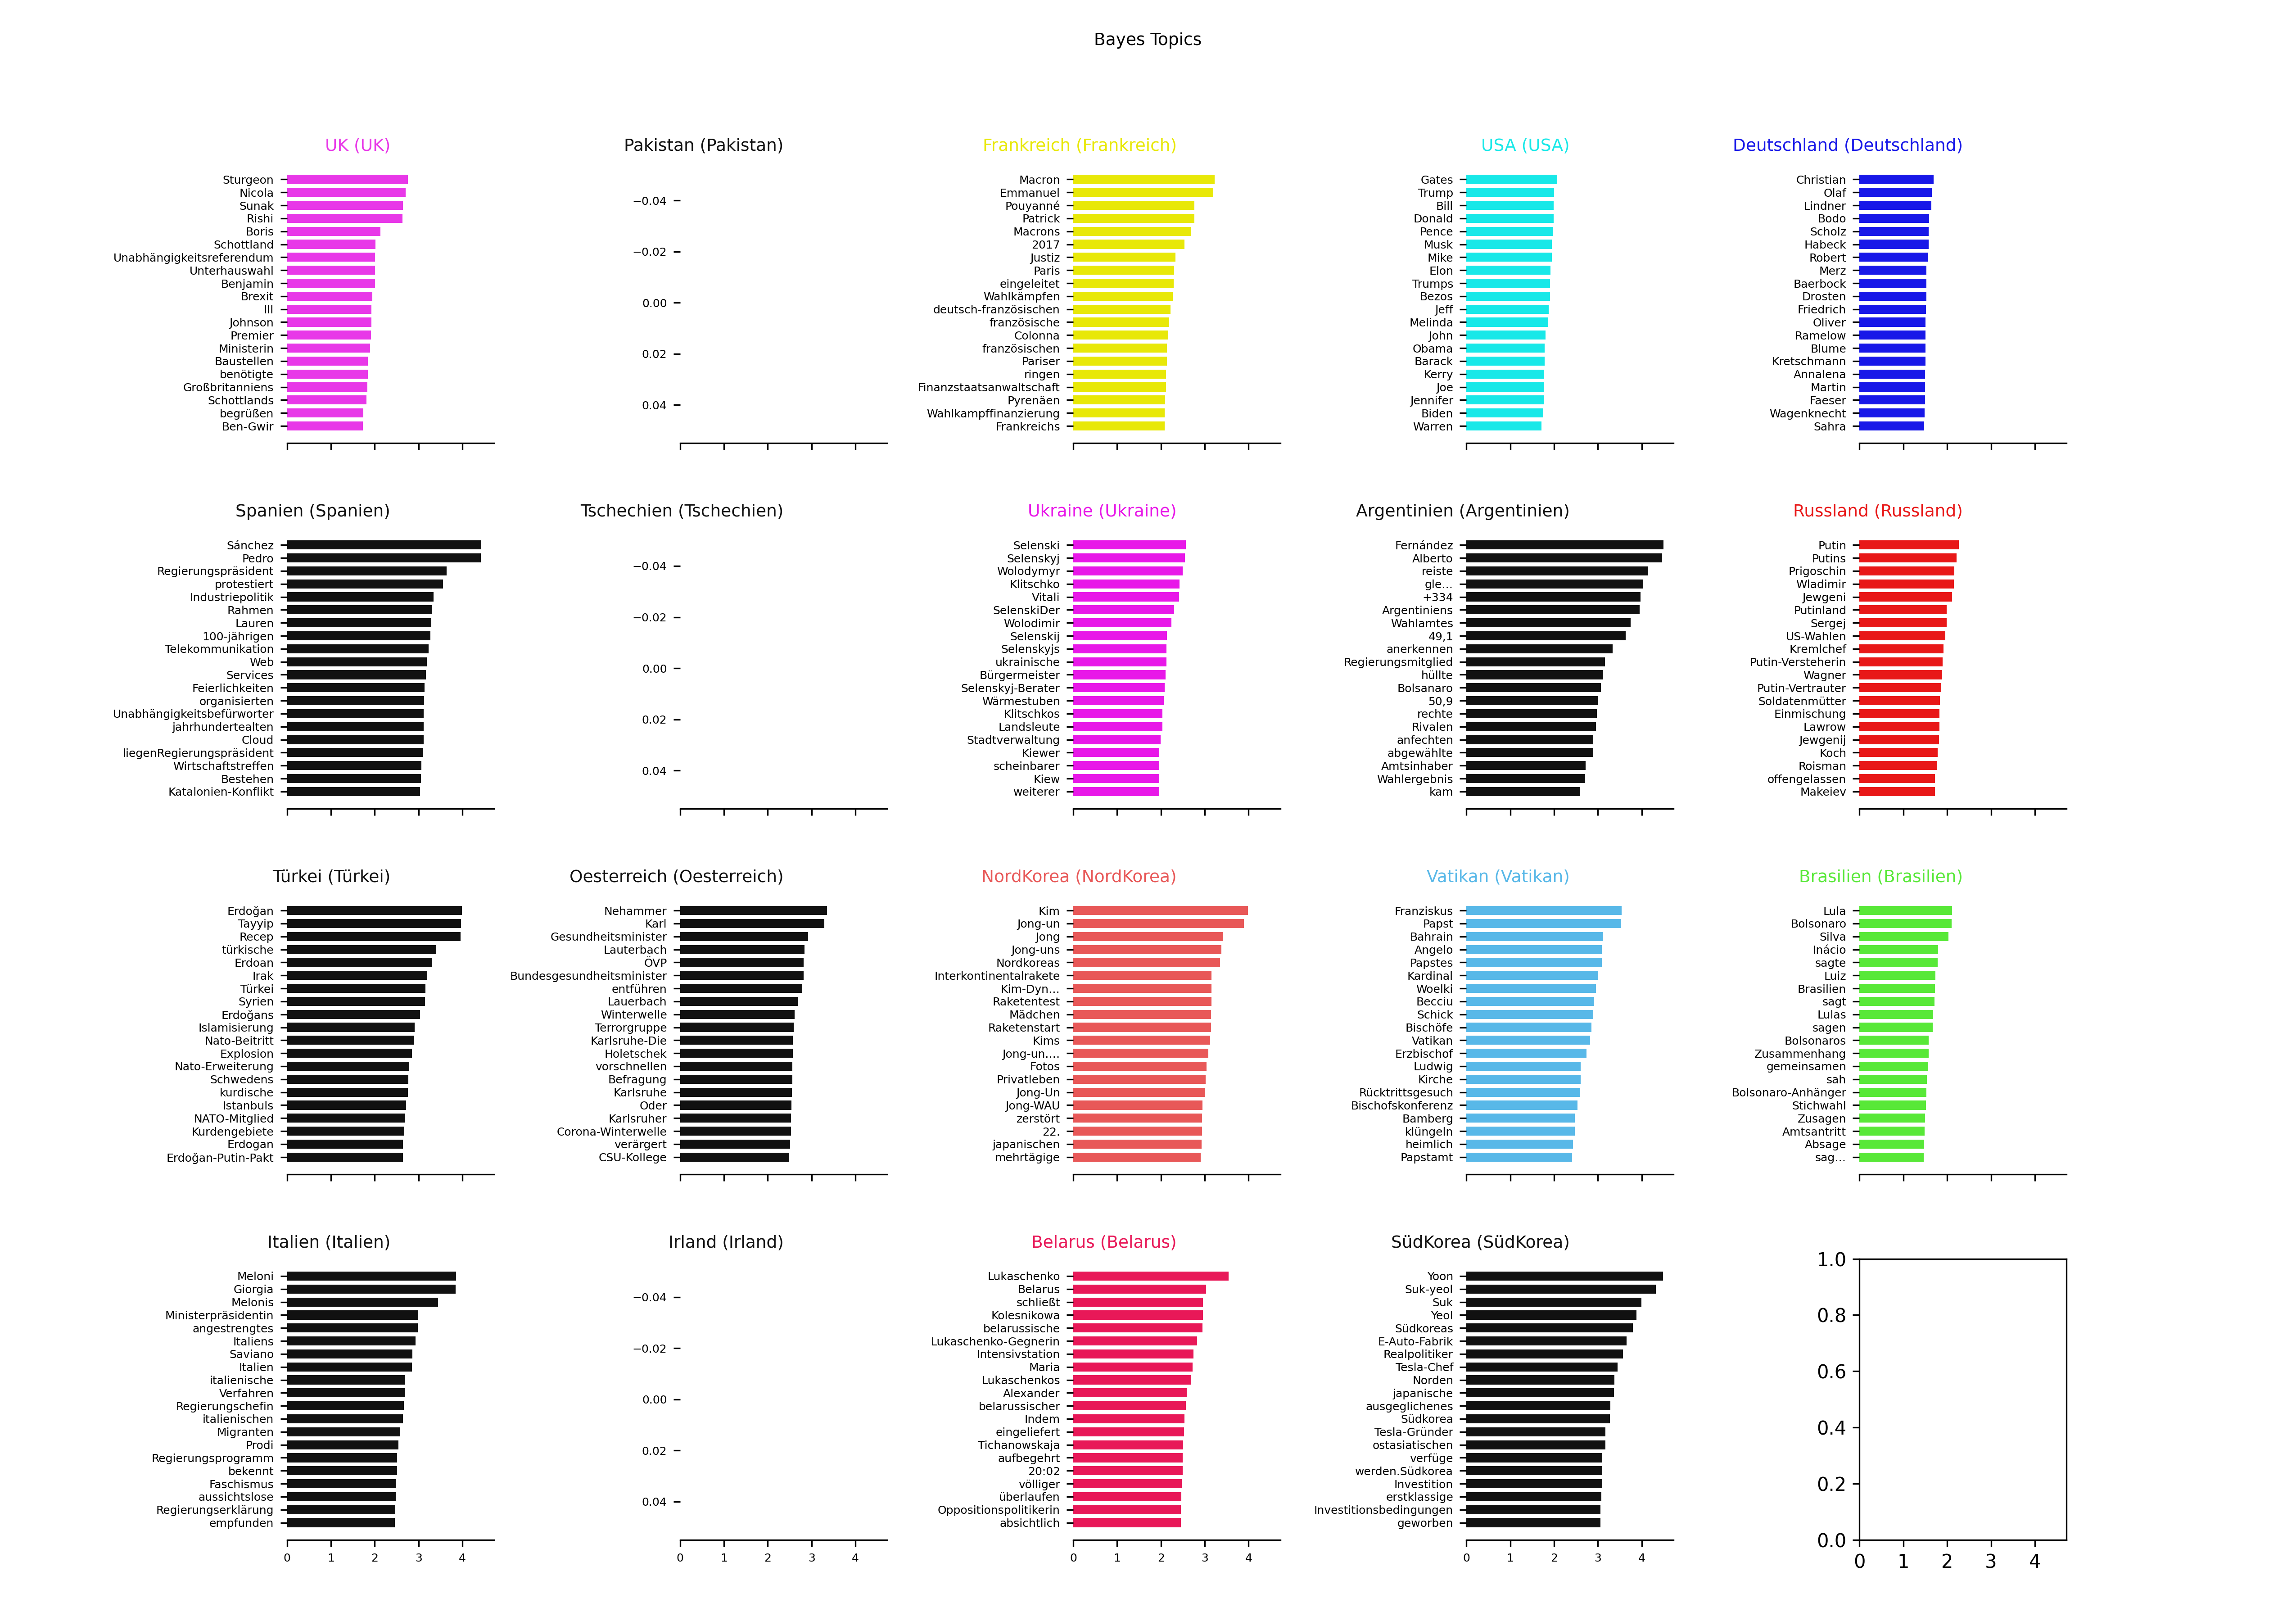 Bayes Topics
UK (UK)
Sturgeon
Nicola
Sunak
Rishi
Boris
Schottland
Unabhängigkeitsreferendum
Unterhauswahl
Benjamin
Brexit
III
Johnson
Premier
Ministerin
Baustellen
benötigte
Großbritanniens
Schottlands
begrüßen
Ben-Gwir
Pakistan (Pakistan)
−0.04
−0.02
0.00
0.02
0.04
Frankreich (Frankreich)
Macron
Emmanuel
Pouyanné
Patrick
Macrons
2017
Justiz
Paris
eingeleitet
Wahlkämpfen
deutsch-französischen
französische
Colonna
französischen
Pariser
ringen
Finanzstaatsanwaltschaft
Pyrenäen
Wahlkampffinanzierung
Frankreichs
USA (USA)
Gates
Trump
Bill
Donald
Pence
Musk
Mike
Elon
Trumps
Bezos
Jeff
Melinda
John
Obama
Barack
Kerry
Joe
Jennifer
Biden
Warren
Deutschland (Deutschland)
Christian
Olaf
Lindner
Bodo
Scholz
Habeck
Robert
Merz
Baerbock
Drosten
Friedrich
Oliver
Ramelow
Blume
Kretschmann
Annalena
Martin
Faeser
Wagenknecht
Sahra
Spanien (Spanien)
Sánchez
Pedro
Regierungspräsident
protestiert
Industriepolitik
Rahmen
Lauren
100-jährigen
Telekommunikation
Web
Services
Feierlichkeiten
organisierten
Unabhängigkeitsbefürworter
jahrhundertealten
Cloud
liegenRegierungspräsident
Wirtschaftstreffen
Bestehen
Katalonien-Konflikt
Tschechien (Tschechien)
−0.04
−0.02
0.00
0.02
0.04
Ukraine (Ukraine)
Selenski
Selenskyj
Wolodymyr
Klitschko
Vitali
SelenskiDer
Wolodimir
Selenskij
Selenskyjs
ukrainische
Bürgermeister
Selenskyj-Berater
Wärmestuben
Klitschkos
Landsleute
Stadtverwaltung
Kiewer
scheinbarer
Kiew
weiterer
Argentinien (Argentinien)
Fernández
Alberto
reiste
gle...
+334
Argentiniens
Wahlamtes
49,1
anerkennen
Regierungsmitglied
hüllte
Bolsanaro
50,9
rechte
Rivalen
anfechten
abgewählte
Amtsinhaber
Wahlergebnis
kam
Russland (Russland)
Putin
Putins
Prigoschin
Wladimir
Jewgeni
Putinland
Sergej
US-Wahlen
Kremlchef
Putin-Versteherin
Wagner
Putin-Vertrauter
Soldatenmütter
Einmischung
Lawrow
Jewgenij
Koch
Roisman
offengelassen
Makeiev
Türkei (Türkei)
Erdoğan
Tayyip
Recep
türkische
Erdoan
Irak
Türkei
Syrien
Erdoğans
Islamisierung
Nato-Beitritt
Explosion
Nato-Erweiterung
Schwedens
kurdische
Istanbuls
NATO-Mitglied
Kurdengebiete
Erdogan
Erdoğan-Putin-Pakt
Oesterreich (Oesterreich)
Nehammer
Karl
Gesundheitsminister
Lauterbach
ÖVP
Bundesgesundheitsminister
entführen
Lauerbach
Winterwelle
Terrorgruppe
Karlsruhe-Die
Holetschek
vorschnellen
Befragung
Karlsruhe
Oder
Karlsruher
Corona-Winterwelle
verärgert
CSU-Kollege
NordKorea (NordKorea)
Kim
Jong-un
Jong
Jong-uns
Nordkoreas
Interkontinentalrakete
Kim-Dyn...
Raketentest
Mädchen
Raketenstart
Kims
Jong-un....
Fotos
Privatleben
Jong-Un
Jong-WAU
zerstört
22.
japanischen
mehrtägige
Vatikan (Vatikan)
Franziskus
Papst
Bahrain
Angelo
Papstes
Kardinal
Woelki
Becciu
Schick
Bischöfe
Vatikan
Erzbischof
Ludwig
Kirche
Rücktrittsgesuch
Bischofskonferenz
Bamberg
klüngeln
heimlich
Papstamt
Brasilien (Brasilien)
Lula
Bolsonaro
Silva
Inácio
sagte
Luiz
Brasilien
sagt
Lulas
sagen
Bolsonaros
Zusammenhang
gemeinsamen
sah
Bolsonaro-Anhänger
Stichwahl
Zusagen
Amtsantritt
Absage
sag...
Italien (Italien)
Meloni
Giorgia
Melonis
Ministerpräsidentin
angestrengtes
Italiens
Saviano
Italien
italienische
Verfahren
Regierungschefin
italienischen
Migranten
Prodi
Regierungsprogramm
bekennt
Faschismus
aussichtslose
Regierungserklärung
empfunden
0 1 2 3 4
Irland (Irland)
−0.04
−0.02
0.00
0.02
0.04
0 1 2 3 4
Belarus (Belarus)
Lukaschenko
Belarus
schließt
Kolesnikowa
belarussische
Lukaschenko-Gegnerin
Intensivstation
Maria
Lukaschenkos
Alexander
belarussischer
Indem
eingeliefert
Tichanowskaja
aufbegehrt
20:02
völliger
überlaufen
Oppositionspolitikerin
absichtlich
0 1 2 3 4
SüdKorea (SüdKorea)
Yoon
Suk-yeol
Suk
Yeol
Südkoreas
E-Auto-Fabrik
Realpolitiker
Tesla-Chef
Norden
japanische
ausgeglichenes
Südkorea
Tesla-Gründer
ostasiatischen
verfüge
werden.Südkorea
Investition
erstklassige
Investitionsbedingungen
geworben
0 1 2 3 4
1.0
0.8
0.6
0.4
0.2
0.0
0 1 2 3 4